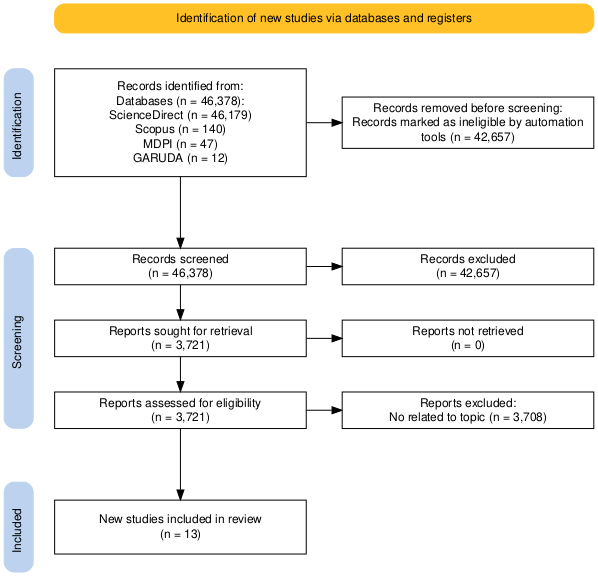 Identification of new studies via databases and registers
Identification
Records identified from:
Databases (n = 46,378):
ScienceDirect (n = 46,179)
Scopus (n = 140)
MDPI (n = 47)
GARUDA (n = 12)
Records removed before screening:
Records marked as ineligible by automation
tools (n = 42,657)
Screening
Records screened
(n = 46,378)
Records excluded
(n = 42,657)
Reports sought for retrieval
(n = 3,721)
Reports not retrieved
(n = 0)
Reports assessed for eligibility
(n = 3,721)
Reports excluded:
No related to topic (n = 3,708)
Included
New studies included in review
(n = 13)